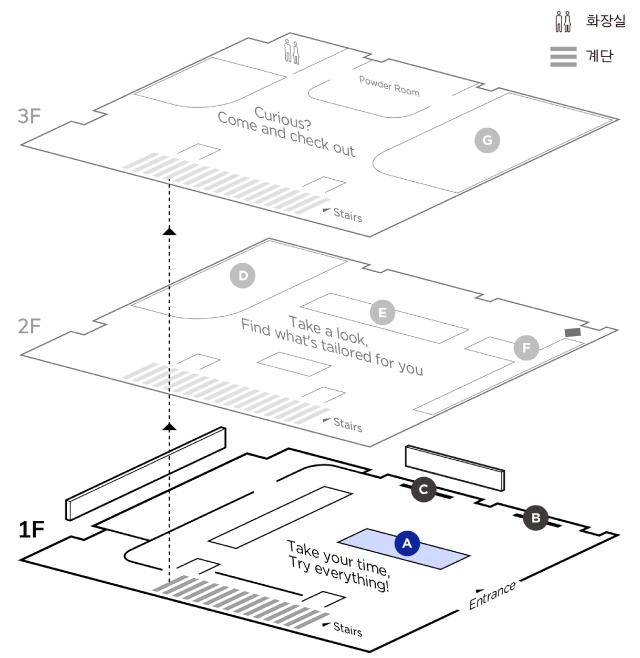 화장실
계단
3F
Powder Room
Curious?
Come and check out
G
Stairs
2F
D
E
Take a look,
Find what's tailored for you
F
Stairs
1F
C
B
A
Take your time,
Try everything!
Entrance
Stairs